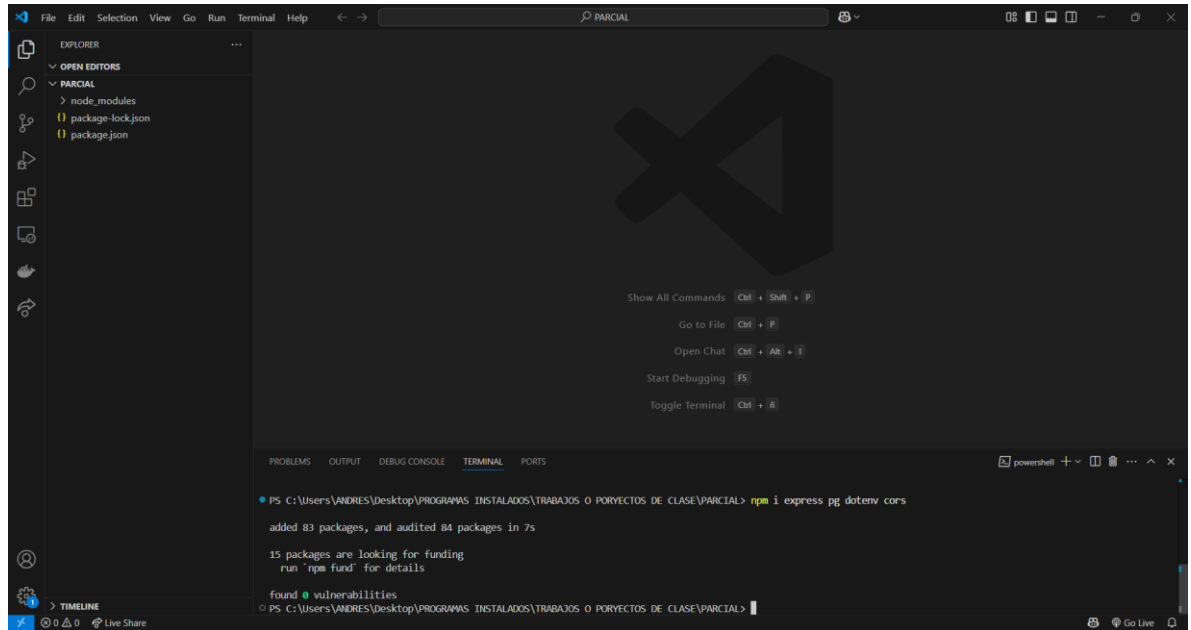 File Edit Selection View Go Run Terminal Help
PARCIAL
EXPLORER
OPEN EDITORS
PARCIAL
node_modules
{} package-lock.json
{} package.json
Show All Commands Ctrl + Shift + P
Go to File Ctrl + P
Open Chat Ctrl + Alt + I
Start Debugging F5
Toggle Terminal Ctrl + ñ
PROBLEMS OUTPUT DEBUG CONSOLE TERMINAL PORTS
powershell
PS C:\Users\ANDRES\Desktop\PROGRAMAS INSTALADOS\TRABAJOS O PORYECTOS DE CLASE\PARCIAL> npm i express pg dotenv cors
added 83 packages, and audited 84 packages in 7s
15 packages are looking for funding
run `npm fund` for details
found 0 vulnerabilities
PS C:\Users\ANDRES\Desktop\PROGRAMAS INSTALADOS\TRABAJOS O PORYECTOS DE CLASE\PARCIAL>
1
TIMELINE
0 0 Live Share
Go Live